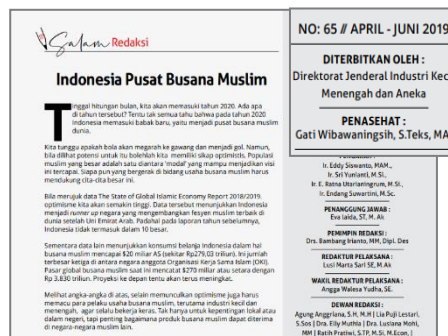 Salam Redaksi
Indonesia Pusat Busana Muslim
Tinggal hitungan bulan, kita akan memasuki tahun 2020. Ada apa
di tahun tersebut? Tentu tak semua tahu bahwa pada tahun 2020
Indonesia memasuki babak baru, yaitu menjadi pusat busana muslim
dunia.
Kita tunggu apakah bola akan megarah ke gawang dan menjadi gol. Namun,
bila dlihat potensi untuk itu bolehlah kita memiliki sikap optimistis. Populasi
muslim yang besar adalah satu diantara 'modal' yang mampu menjadikan visi
ini tercapai. Siapa pun yang bergerak di bidang usaha busana muslim harus
mendukung cita-cita besar ini.
Bila merujuk data The State of Global Islamic Economy Report 2018/2019.
optimisme kita akan semakin tinggi. Data tersebut menunjukkan Indonesia
menjadi runner up negara yang mengembangkan fesyen muslim terbaik di
dunia setelah Uni Emirat Arab. Padahal pada laporan tahun sebelumnya,
Indonesia tidak termasuk dalam 10 besar.
Sementara data lain menunjukkan konsumsi belanja Indonesia dalam hal
busana muslim mencapai $20 miliar AS (sekitar Rp279,03 triliun). Ini jumlah
terbesar ketiga di antara negara anggota Organisasi Kerja Sama Islam (OKI).
Pasar global busana muslim saat ini mencatat $270 miliar atau setara dengan
Rp 3.830 triliun. Proyeksi ke depan tentu akan terus meningkat.
Melihat angka-angka di atas, selain memunculkan optimisme juga harus
memacu para pelaku usaha busana muslim, terutama industri kecil dan
menengah, agar selalu bekerja keras. Tak hanya untuk kepentingan lokal atau
dalam negeri, tapi penting bagaimana produk busana muslim dapat diterima
di negara-negara muslim lain.
NO: 65 // APRIL - JUNI 2019
DITERBITKAN OLEH :
Direktorat Jenderal Industri Kec
Menengah dan Aneka
PENASEHAT :
Gati Wibawaningsih, S.Teks, MA
Ir. Eddy Siswanto, MAM.,
Ir. Sri Yunianti, M.Si.,
Ir. E. Ratna Utarianingrum, M.Si.,
Ir. Endang Suwartini, M.Sc.
PENANGGUNG JAWAB :
Eva Ialda, ST, M. Ak
PEMIMPIN REDAKSI :
Drs. Bambang Irianto, MM, Dipl. Des
REDAKTUR PELAKSANA :
Lusi Marta Sari SE, M.Ak
WAKIL REDAKTUR PELAKSANA :
Angga Walesa Yudha, SE.
DEWAN REDAKSI :
Agung Anggriana, S.H. M.H | Lia Puji Lestari,
S.Sos | Dra. Elly Muthia | Dra. Lusiana Mohi,
MM | Ratih Pratiwi, S.TP, M.Si, M.Econ, |